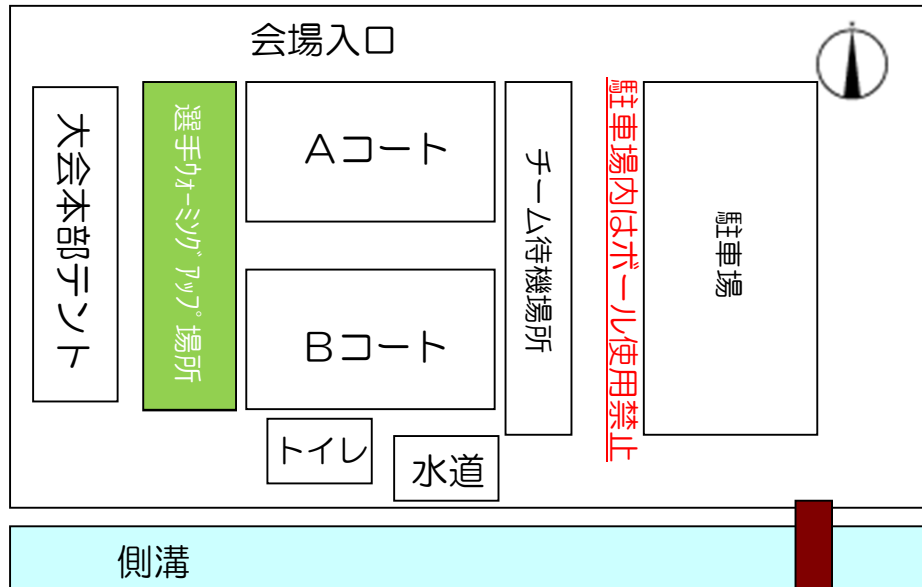 会場入口
大会本部テント
選手ウォーミングアップ場所
Aコート
Bコート
チーム待機場所
駐車場内はボール使用禁止
駐車場
トイレ
水道
側溝